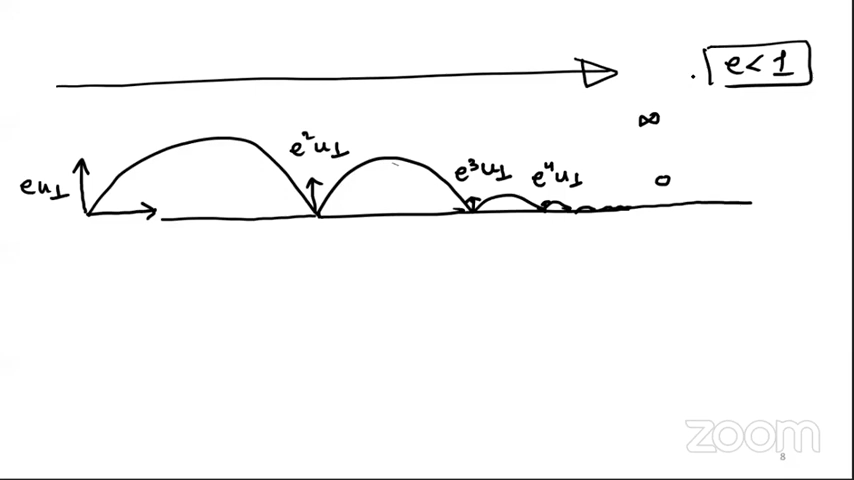 e < 1
∞
e²u⊥
e³u⊥
e⁴u⊥
eu⊥
0
zoom
8